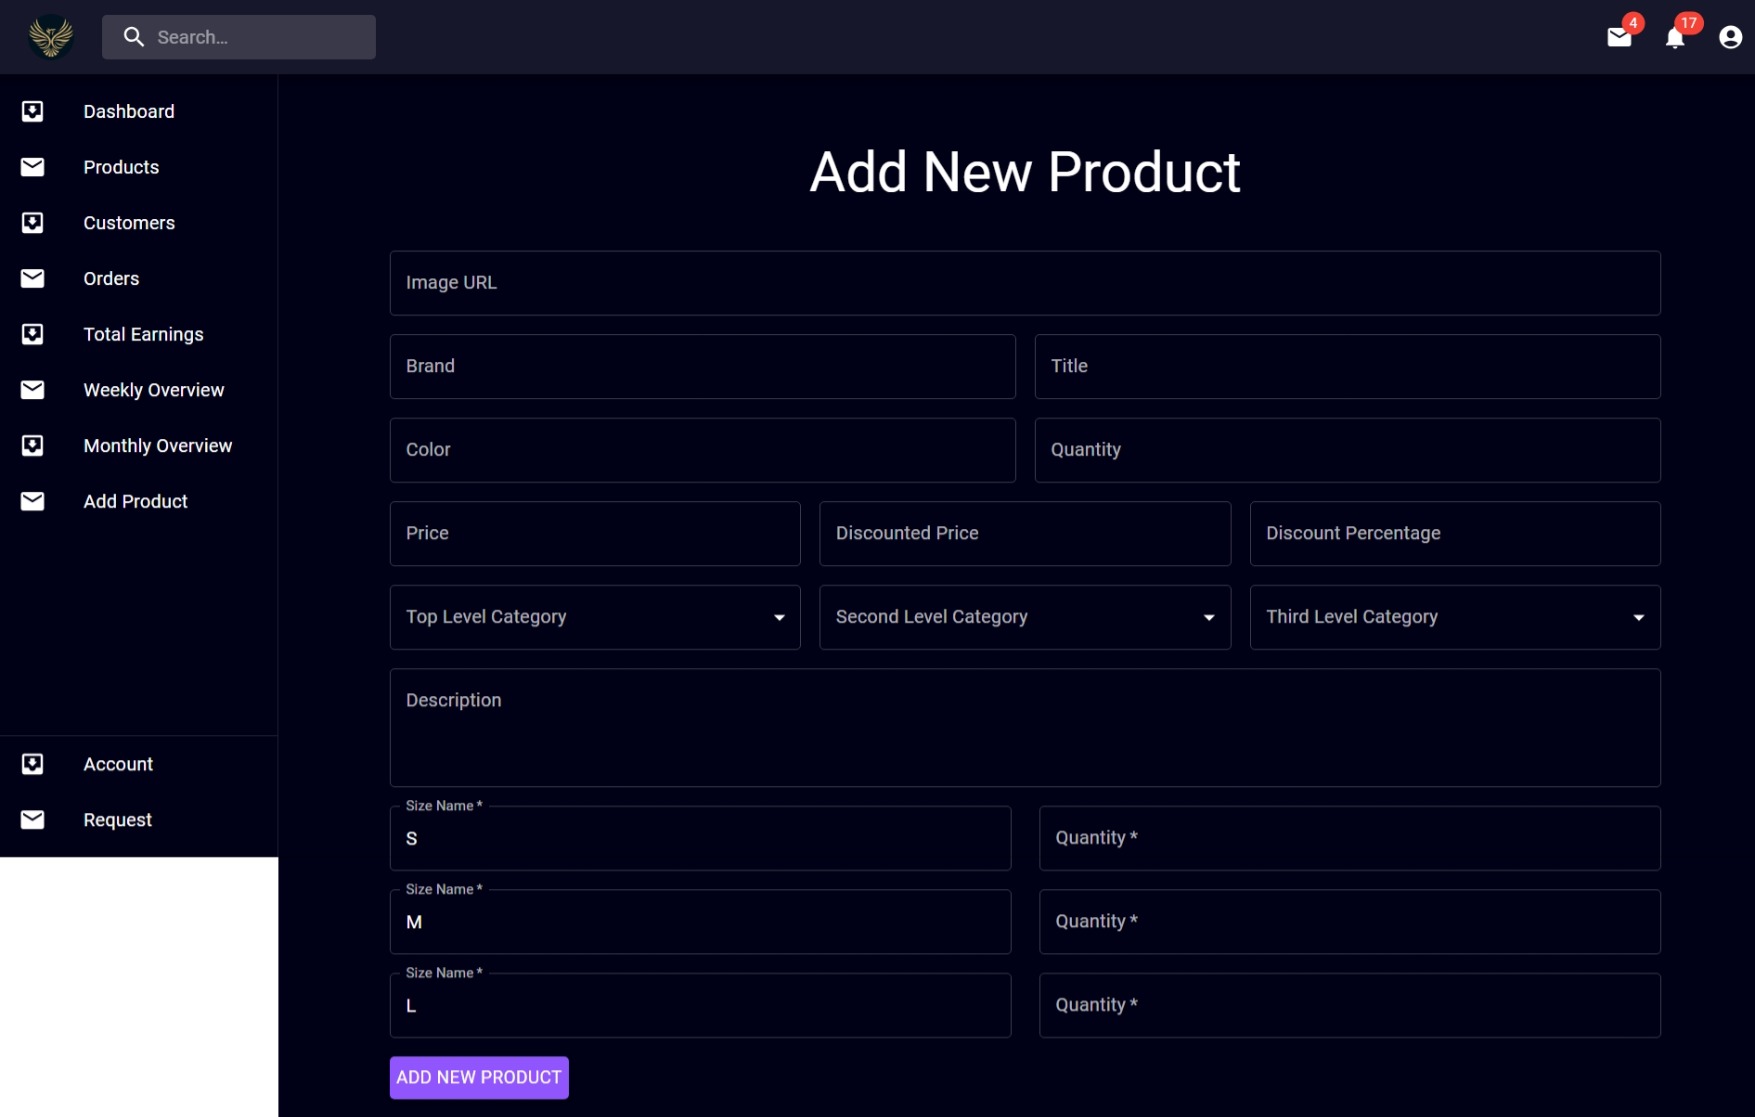 Search...
4
17
Dashboard
Products
Customers
Orders
Total Earnings
Weekly Overview
Monthly Overview
Add Product
Account
Request
Add New Product
Image URL
Brand
Title
Color
Quantity
Price
Discounted Price
Discount Percentage
Top Level Category
Second Level Category
Third Level Category
Description
Size Name *
S
Quantity *
Size Name *
M
Quantity *
Size Name *
L
Quantity *
ADD NEW PRODUCT